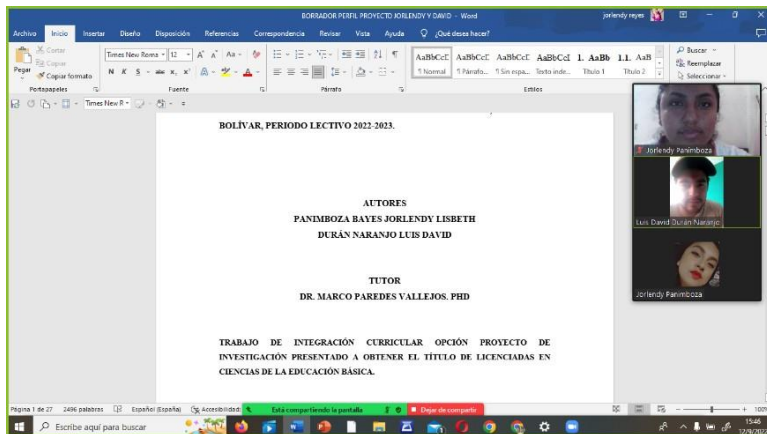 BORRADOR PERFIL PROYECTO JORLENDY Y DAVID - Word
jorlendy reyes
Archivo Inicio Insertar Diseño Disposición Referencias Correspondencia Revisar Vista Ayuda ¿Qué desea hacer?
Cortar
Copiar
Copiar formato
Pegar
Times New Roma 12
N K S
AaBbCcC AaBbCcC AaBbCcC AaBbCcI 1. AaBb 1.1. AaB
¶ Normal ¶ Párrafo... ¶ Sin espa... Texto inde... Título 1 Título 2
Buscar
Reemplazar
Seleccionar
Portapapeles Fuente Párrafo Estilos
Times New R
BOLÍVAR, PERIODO LECTIVO 2022-2023.
AUTORES
PANIMBOZA BAYES JORLENDY LISBETH
DURÁN NARANJO LUIS DAVID
TUTOR
DR. MARCO PAREDES VALLEJOS. PHD
TRABAJO DE INTEGRACIÓN CURRICULAR OPCIÓN PROYECTO DE
INVESTIGACIÓN PRESENTADO A OBTENER EL TÍTULO DE LICENCIADAS EN
CIENCIAS DE LA EDUCACIÓN BÁSICA.
Jorlendy Panimboza
Luis David Durán Naranjo
Jorlendy Panimboza
Página 1 de 27 2496 palabras Español (España) Accesibilidad:
Está compartiendo la pantalla Dejar de compartir
100%
Escribe aquí para buscar
15:46